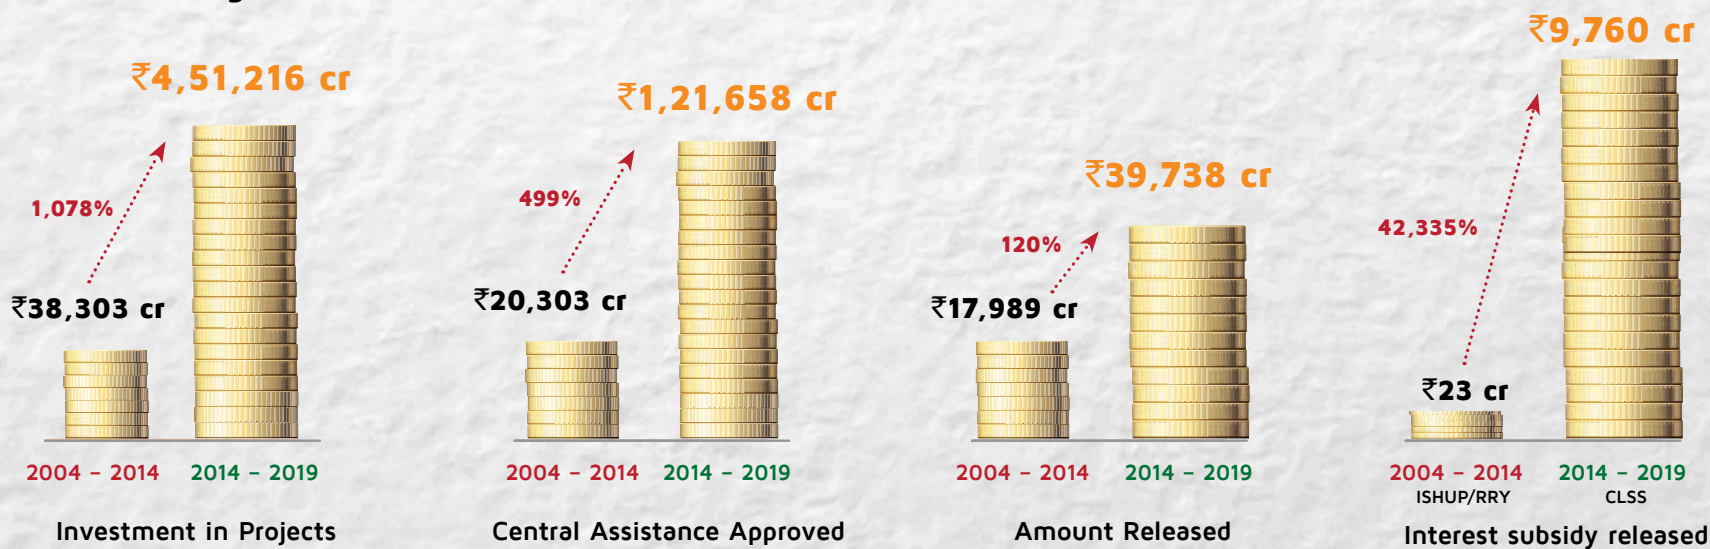 ₹4,51,216 cr
1,078%
₹38,303 cr
2004 – 2014 2014 – 2019
Investment in Projects
₹1,21,658 cr
499%
₹20,303 cr
2004 – 2014 2014 – 2019
Central Assistance Approved
₹39,738 cr
120%
₹17,989 cr
2004 – 2014 2014 – 2019
Amount Released
₹9,760 cr
42,335%
₹23 cr
2004 – 2014 2014 – 2019
ISHUP/RRY CLSS
Interest subsidy released